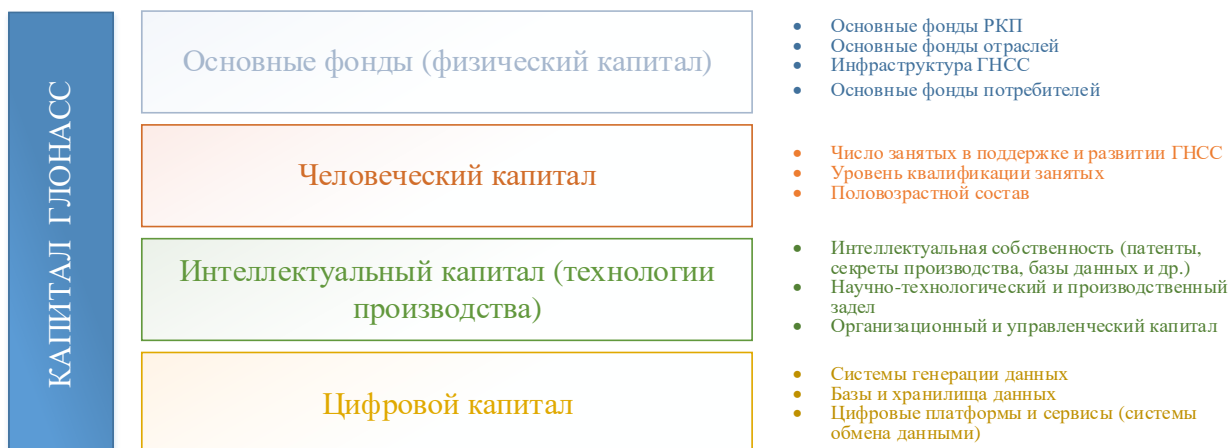 КАПИТАЛ ГЛОНАСС
Основные фонды (физический капитал)
• Основные фонды РКП
• Основные фонды отраслей
• Инфраструктура ГНСС
• Основные фонды потребителей
Человеческий капитал
• Число занятых в поддержке и развитии ГНСС
• Уровень квалификации занятых
• Половозрастной состав
Интеллектуальный капитал (технологии
производства)
• Интеллектуальная собственность (патенты,
секреты производства, базы данных и др.)
• Научно-технологический и производственный
задел
• Организационный и управленческий капитал
Цифровой капитал
• Системы генерации данных
• Базы и хранилища данных
• Цифровые платформы и сервисы (системы
обмена данными)